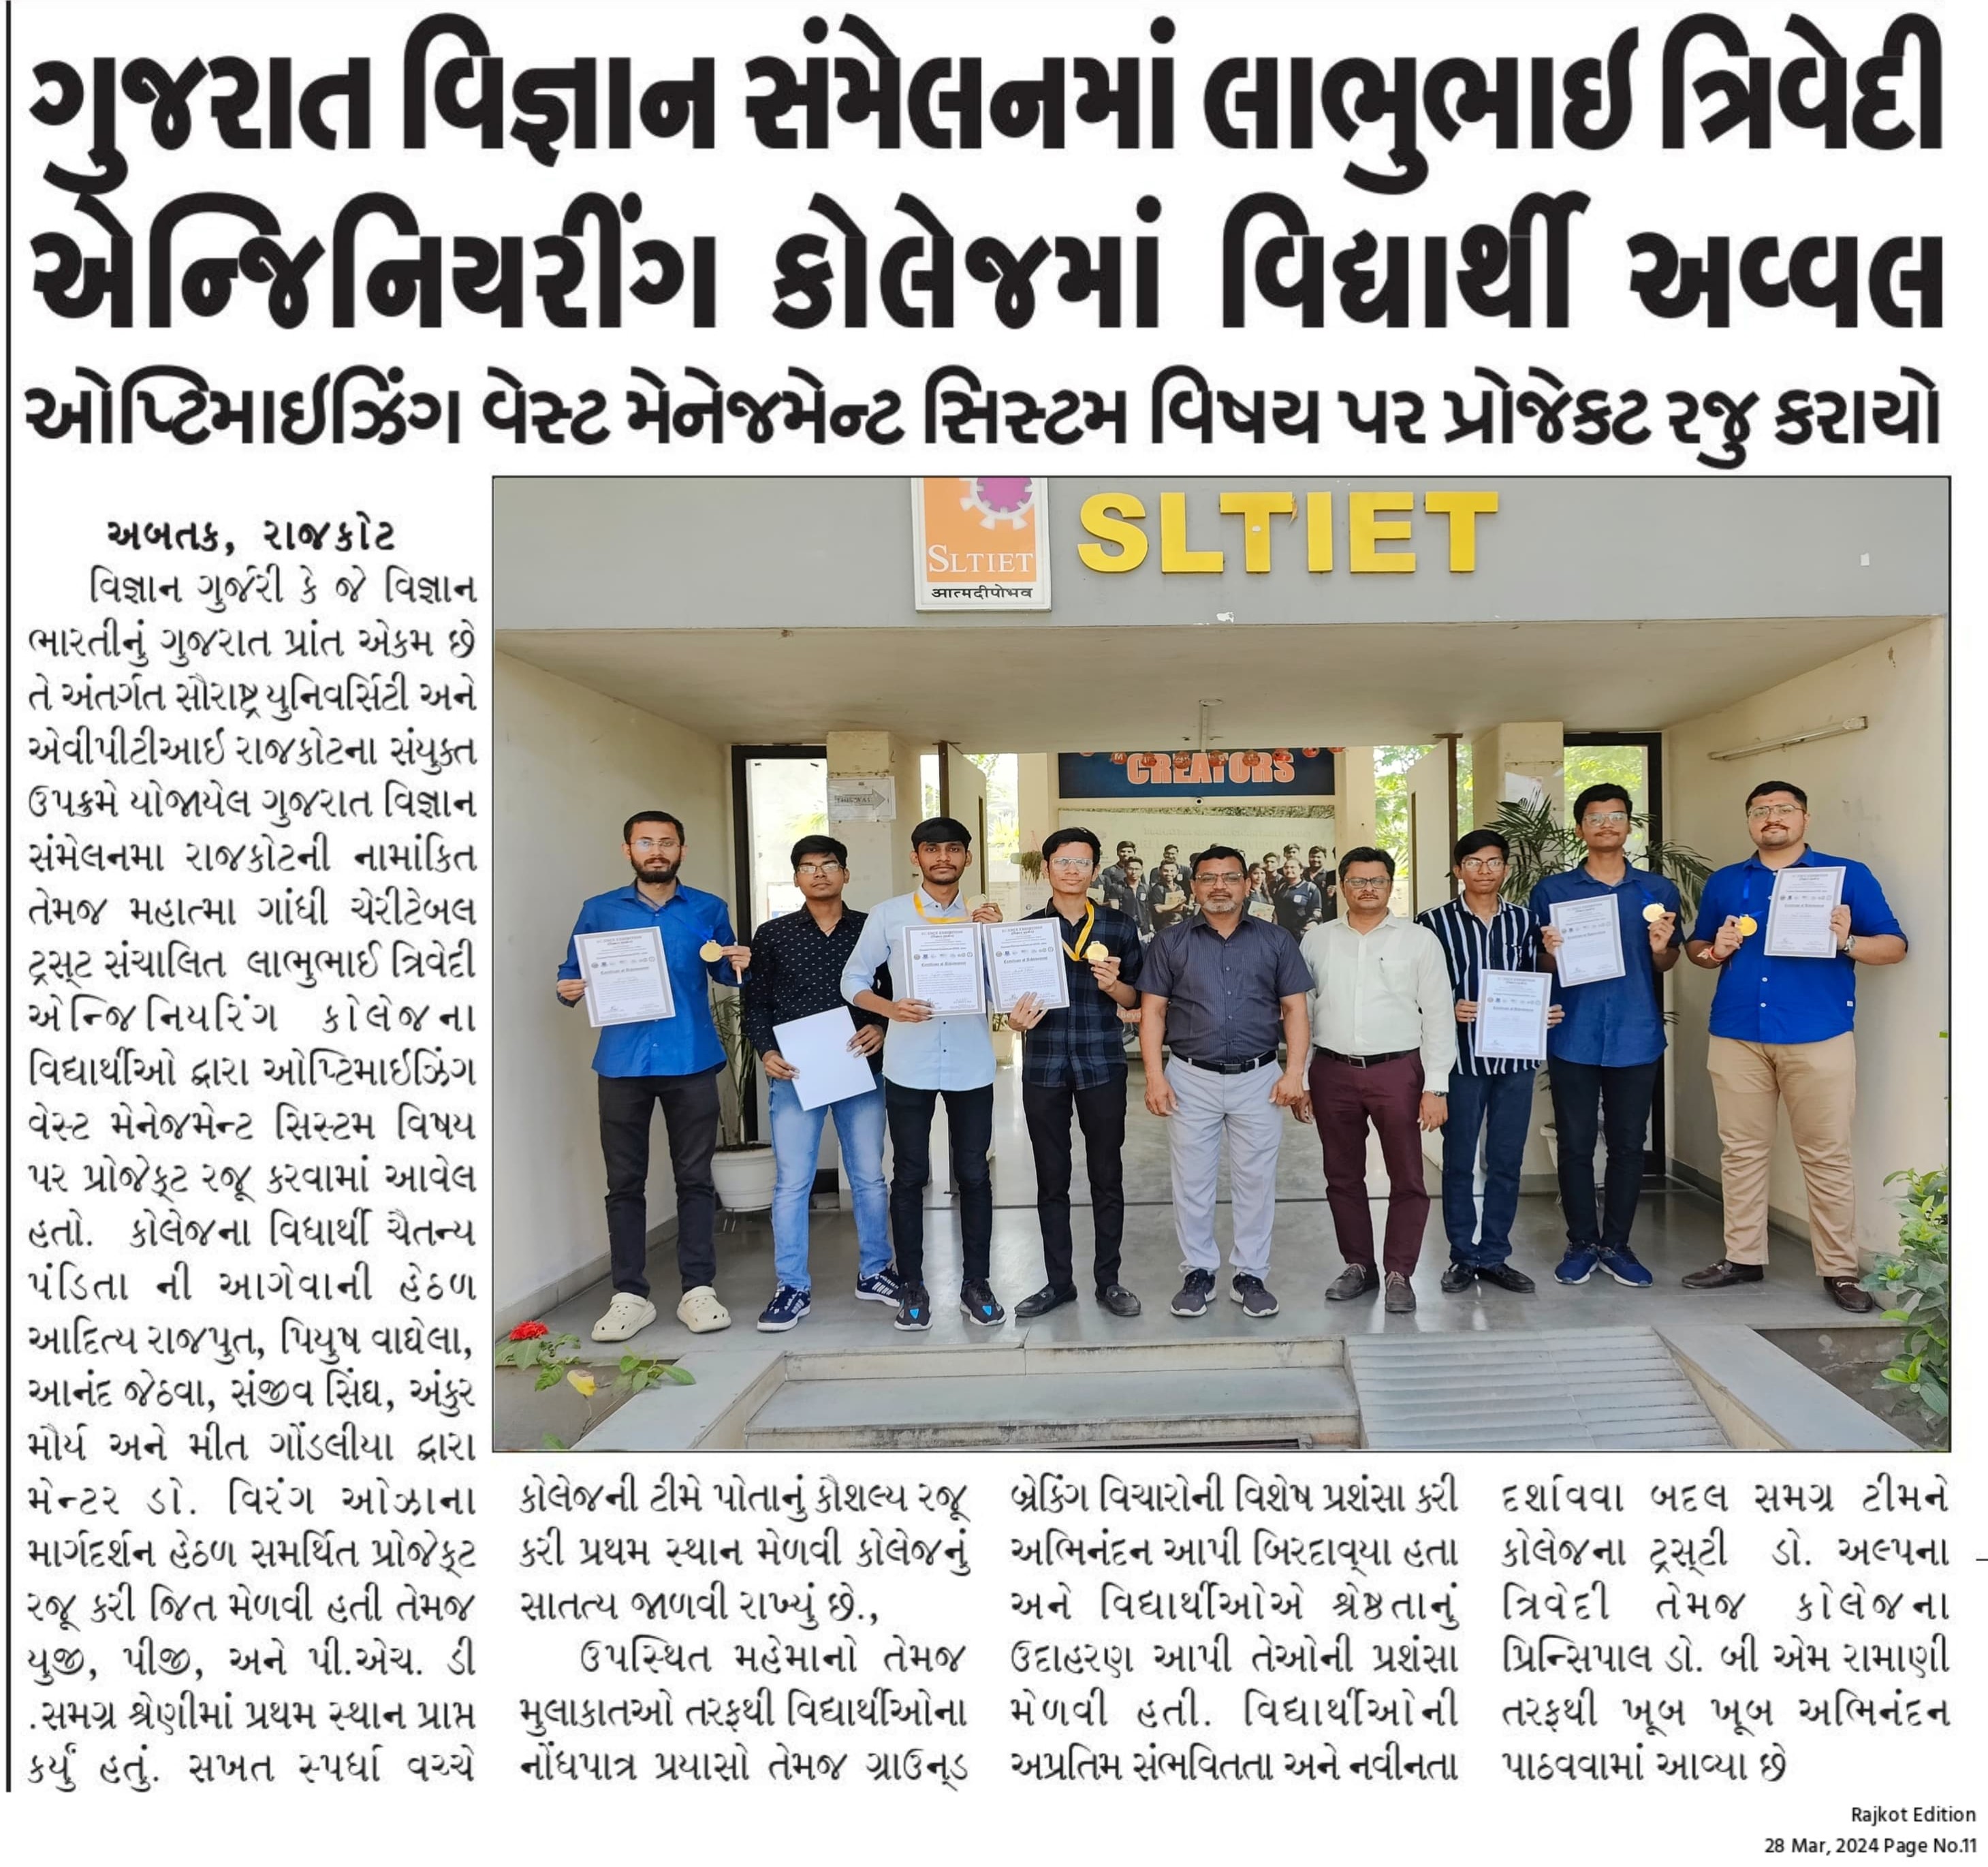 ગુજરાત વિજ્ઞાન સંમેલનમાં લાભુભાઇ ત્રિવેદી
એન્જિનિયરીંગ કોલેજમાં વિદ્યાર્થી અવ્વલ
ઓપ્ટિમાઇઝિંગ વેસ્ટ મેનેજમેન્ટ સિસ્ટમ વિષય પર પ્રોજેકટ રજુ કરાયો
અબતક, રાજકોટ
વિજ્ઞાન ગુર્જરી કે જે વિજ્ઞાન
ભારતીનું ગુજરાત પ્રાંત એકમ છે
તે અંતર્ગત સૌરાષ્ટ્ર યુનિવર્સિટી અને
એવીપીટીઆઇ રાજકોટના સંયુક્ત
ઉપક્રમે યોજાયેલ ગુજરાત વિજ્ઞાન
સંમેલનમા રાજકોટની નામાંકિત
તેમજ મહાત્મા ગાંધી ચેરીટેબલ
ટ્રસ્ટ સંચાલિત લાભુભાઈ ત્રિવેદી
એન્જિનિયરિંગ કોલેજના
વિદ્યાર્થીઓ દ્વારા ઓપ્ટિમાઇઝિંગ
વેસ્ટ મેનેજમેન્ટ સિસ્ટમ વિષય
પર પ્રોજેક્ટ રજૂ કરવામાં આવેલ
હતો. કોલેજના વિદ્યાર્થી ચૈતન્ય
પંડિતા ની આગેવાની હેઠળ
આદિત્ય રાજપુત, પિયુષ વાઘેલા,
આનંદ જેઠવા, સંજીવ સિંઘ, અંકુર
મૌર્ય અને મીત ગોંડલીયા દ્વારા
મેન્ટર ડો. વિરંગ ઓઝાના
માર્ગદર્શન હેઠળ સમર્થિત પ્રોજેક્ટ
રજૂ કરી જિત મેળવી હતી તેમજ
યુજી, પીજી, અને પી.એચ. ડી
.સમગ્ર શ્રેણીમાં પ્રથમ સ્થાન પ્રાપ્ત
કર્યું હતું. સખત સ્પર્ધા વચ્ચે
કોલેજની ટીમે પોતાનું કૌશલ્ય રજૂ
કરી પ્રથમ સ્થાન મેળવી કોલેજનું
સાતત્ય જાળવી રાખ્યું છે.,
ઉપસ્થિત મહેમાનો તેમજ
મુલાકાતઓ તરફથી વિદ્યાર્થીઓના
નોંધપાત્ર પ્રયાસો તેમજ ગ્રાઉન્ડ
બ્રેકિંગ વિચારોની વિશેષ પ્રશંસા કરી
અભિનંદન આપી બિરદાવ્યા હતા
અને વિદ્યાર્થીઓએ શ્રેષ્ઠતાનું
ઉદાહરણ આપી તેઓની પ્રશંસા
મેળવી હતી. વિદ્યાર્થીઓની
અપ્રતિમ સંભવિતતા અને નવીનતા
દર્શાવવા બદલ સમગ્ર ટીમને
કોલેજના ટ્રસ્ટી ડો. અલ્પના
ત્રિવેદી તેમજ કોલેજના
પ્રિન્સિપાલ ડો. બી એમ રામાણી
તરફથી ખૂબ ખૂબ અભિનંદન
પાઠવવામાં આવ્યા છે
SLTIET
SLTIET
आत्मदीपोभव
CREATORS
Rajkot Edition
28 Mar, 2024 Page No.11